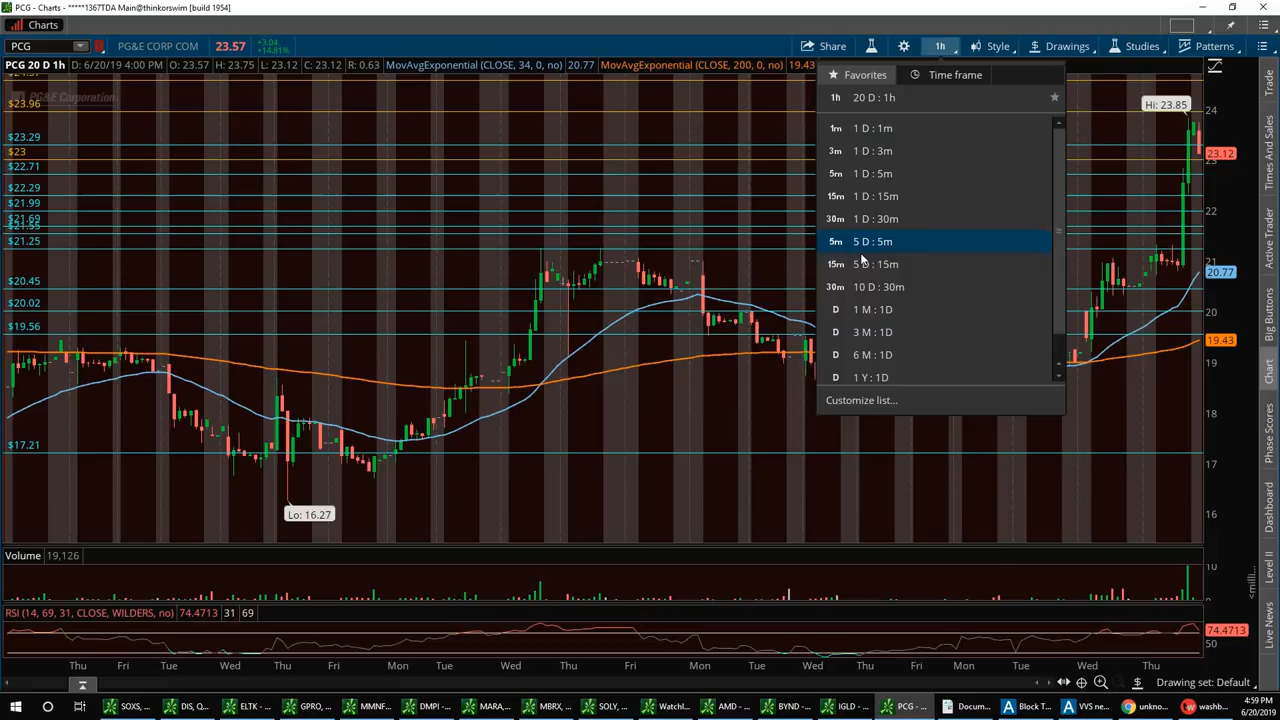 PCG - Charts - *****1367TDA Main@thinkorswim [build 1954]
Charts
PCG PG&E CORP COM 23.57 +3.04 +14.81% Share 1h Style Drawings Studies Patterns
PCG 20 D 1h D: 6/20/19 4:00 PM O: 23.57 H: 23.75 L: 23.12 C: 23.12 R: 0.63 MovAvgExponential (CLOSE, 34, 0, no) 20.77 MovAvgExponential (CLOSE, 200, 0, no) 19.43
Favorites Time frame
PG&E Corporation
1h 20 D : 1h
1m 1 D : 1m
3m 1 D : 3m
5m 1 D : 5m
15m 1 D : 15m
30m 1 D : 30m
5m 5 D : 5m
15m 5 D : 15m
30m 10 D : 30m
D 1 M : 1D
D 3 M : 1D
D 6 M : 1D
D 1 Y : 1D
Customize list...
$23.96
$23.29
$23
$22.71
$22.29
$21.99
$21.69
$21.25
$20.45
$20.02
$19.56
$17.21
Hi: 23.85
Lo: 16.27
24
23.12
22
21
20.77
20
19.43
19
18
17
16
Volume 19,126
10
RSI (14, 69, 31, CLOSE, WILDERS, no) 74.4713 31 69
74.4713
50
Thu Fri Tue Wed Thu Fri Mon Tue Wed Thu Fri Mon Tue Wed Thu Fri Mon Tue Wed Thu
Drawing set: Default
Trade
Times And Sales
Active Trader
Big Buttons
Chart
Phase Scores
Dashboard
Level II
Live News
SOXS, ... DIS, Q... ELTK - ... GPRO, ... MMNF... DMPI - ... MARA,... MBRX, ... SOLY, ... Watchl... AMD - ... BYND - ... IGLD - ... PCG - ... Docum... Block T... VVS ne... unkno... washb...
4:59 PM
6/20/2019